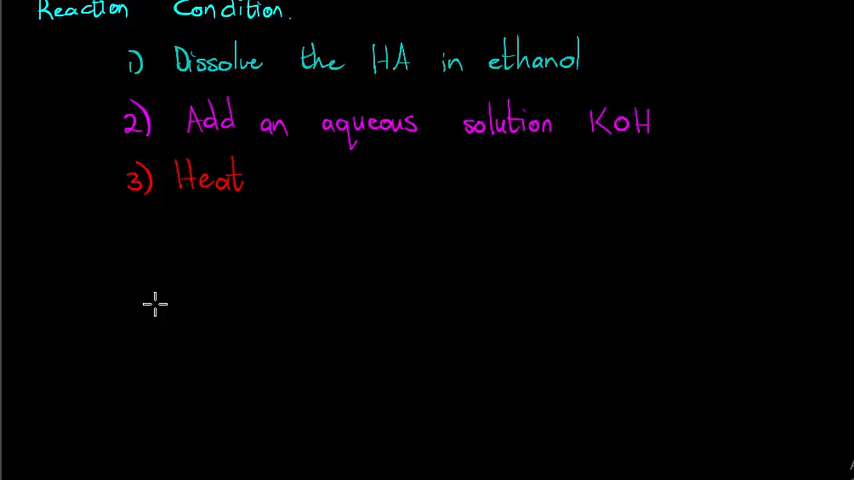 Reaction Condition.
1) Dissolve the HA in ethanol
2) Add an aqueous solution KOH
3) Heat